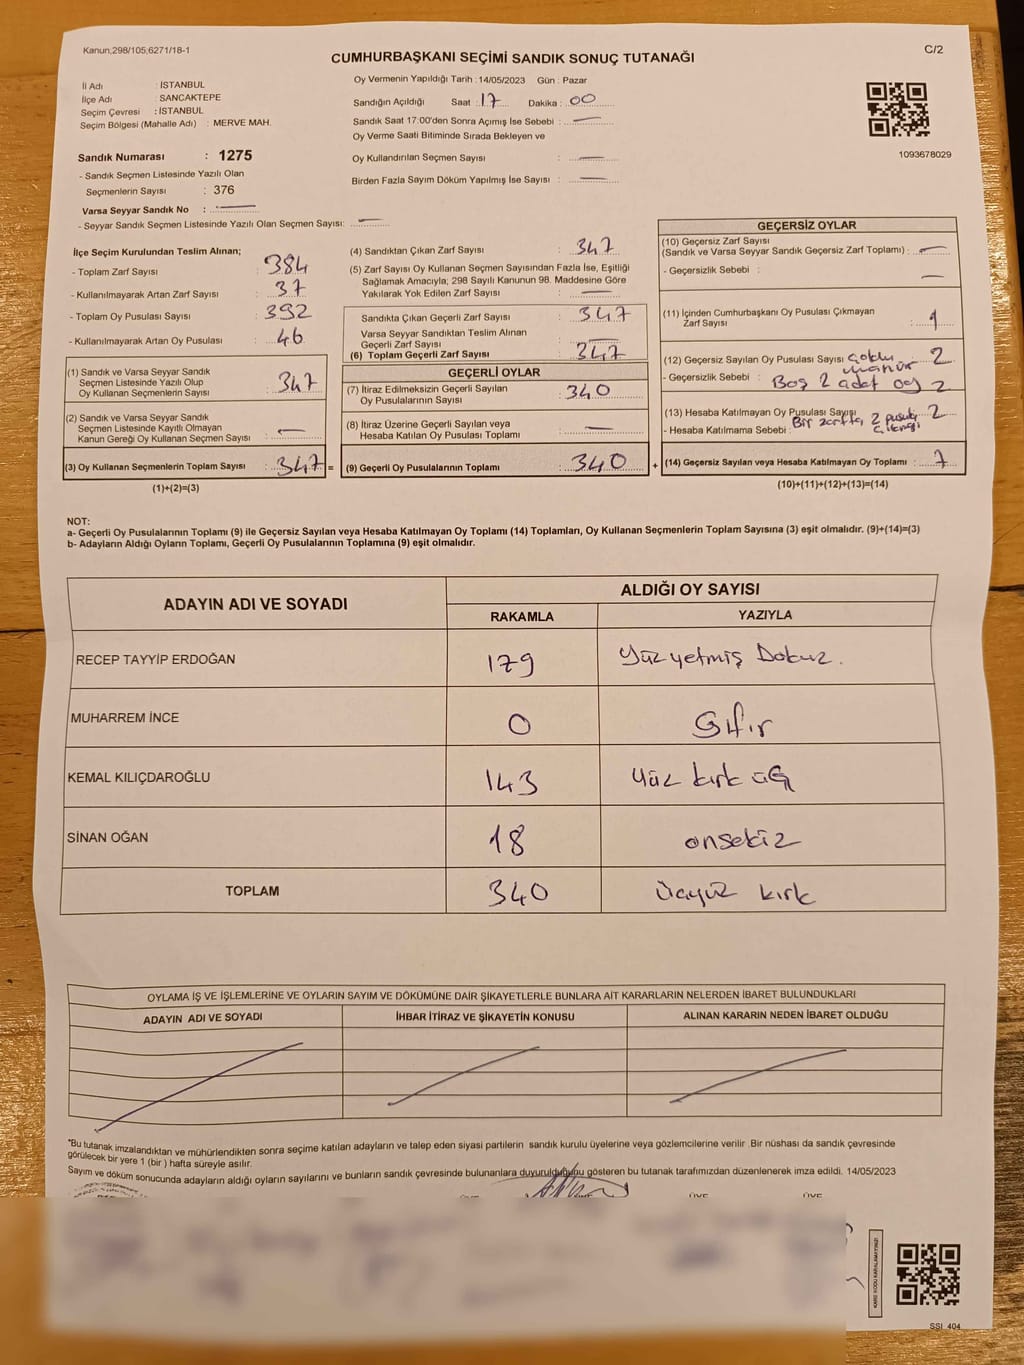 Kanun;298/105;6271/18-1
C/2
CUMHURBAŞKANI SEÇİMİ SANDIK SONUÇ TUTANAĞI
İl Adı : İSTANBUL
İlçe Adı : SANCAKTEPE
Seçim Çevresi : İSTANBUL
Seçim Bölgesi (Mahalle Adı) : MERVE MAH.
Oy Vermenin Yapıldığı Tarih : 14/05/2023 Gün : Pazar
Sandığın Açıldığı Saat : 17 Dakika : 00
Sandık Saat 17:00'den Sonra Açımış İse Sebebi : —
Oy Verme Saati Bitiminde Sırada Bekleyen ve
Oy Kullandırılan Seçmen Sayısı : —
Birden Fazla Sayım Döküm Yapılmış İse Sayısı : —
1093678029
Sandık Numarası : 1275
- Sandık Seçmen Listesinde Yazılı Olan
Seçmenlerin Sayısı : 376
Varsa Seyyar Sandık No : —
- Seyyar Sandık Seçmen Listesinde Yazılı Olan Seçmen Sayısı: —
İlçe Seçim Kurulundan Teslim Alınan;
- Toplam Zarf Sayısı : 384
- Kullanılmayarak Artan Zarf Sayısı : 37
- Toplam Oy Pusulası Sayısı : 392
- Kullanılmayarak Artan Oy Pusulası : 46
(1) Sandık ve Varsa Seyyar Sandık
Seçmen Listesinde Yazılı Olup
Oy Kullanan Seçmenlerin Sayısı : 347
(2) Sandık ve Varsa Seyyar Sandık
Seçmen Listesinde Kayıtlı Olmayan
Kanun Gereği Oy Kullanan Seçmen Sayısı : —
(3) Oy Kullanan Seçmenlerin Toplam Sayısı : 347 =
(1)+(2)=(3)
(4) Sandıktan Çıkan Zarf Sayısı : 347
(5) Zarf Sayısı Oy Kullanan Seçmen Sayısından Fazla İse, Eşitliği
Sağlamak Amacıyla; 298 Sayılı Kanunun 98. Maddesine Göre
Yakılarak Yok Edilen Zarf Sayısı : —
Sandıkta Çıkan Geçerli Zarf Sayısı : 347
Varsa Seyyar Sandıktan Teslim Alınan
Geçerli Zarf Sayısı : —
(6) Toplam Geçerli Zarf Sayısı : 347
GEÇERLİ OYLAR
(7) İtiraz Edilmeksizin Geçerli Sayılan
Oy Pusulalarının Sayısı : 340
(8) İtiraz Üzerine Geçerli Sayılan veya
Hesaba Katılan Oy Pusulası Toplamı : —
(9) Geçerli Oy Pusulalarının Toplamı : 340 +
GEÇERSİZ OYLAR
(10) Geçersiz Zarf Sayısı
(Sandık ve Varsa Seyyar Sandık Geçersiz Zarf Toplamı) : —
- Geçersizlik Sebebi : —
(11) İçinden Cumhurbaşkanı Oy Pusulası Çıkmayan
Zarf Sayısı : 1
(12) Geçersiz Sayılan Oy Pusulası Sayısı 2
- Geçersizlik Sebebi : Boş 2 adet oy 2
(13) Hesaba Katılmayan Oy Pusulası Sayısı 2
- Hesaba Katılmama Sebebi : Bir zarfta 2 pusula
(14) Geçersiz Sayılan veya Hesaba Katılmayan Oy Toplamı : 7
(10)+(11)+(12)+(13)=(14)
NOT:
a- Geçerli Oy Pusulalarının Toplamı (9) ile Geçersiz Sayılan veya Hesaba Katılmayan Oy Toplamı (14) Toplamları, Oy Kullanan Seçmenlerin Toplam Sayısına (3) eşit olmalıdır. (9)+(14)=(3)
b- Adayların Aldığı Oyların Toplamı, Geçerli Oy Pusulalarının Toplamına (9) eşit olmalıdır.
ADAYIN ADI VE SOYADI
ALDIĞI OY SAYISI
RAKAMLA YAZIYLA
RECEP TAYYİP ERDOĞAN 179 Yüzyetmiş Dokuz.
MUHARREM İNCE 0 Sıfır
KEMAL KILIÇDAROĞLU 143 Yüz kırk üç
SİNAN OĞAN 18 onsekiz
TOPLAM 340 üçyüz kırk
OYLAMA İŞ VE İŞLEMLERİNE VE OYLARIN SAYIM VE DÖKÜMÜNE DAİR ŞİKAYETLERLE BUNLARA AİT KARARLARIN NELERDEN İBARET BULUNDUKLARI
ADAYIN ADI VE SOYADI İHBAR İTİRAZ VE ŞİKAYETİN KONUSU ALINAN KARARIN NEDEN İBARET OLDUĞU
*Bu tutanak imzalandıktan ve mühürlendikten sonra seçime katılan adayların ve talep eden siyasi partilerin sandık kurulu üyelerine veya gözlemcilerine verilir .Bir nüshası da sandık çevresinde
görülecek bir yere 1 (bir ) hafta süreyle asılır.
Sayım ve döküm sonucunda adayların aldığı oyların sayılarını ve bunların sandık çevresinde bulunanlara duyurulduğunu gösteren bu tutanak tarafımızdan düzenlenerek imza edildi. 14/05/2023
ÜYE ÜYE
KARE KODU KARALAMAYINIZ!
SSI_404